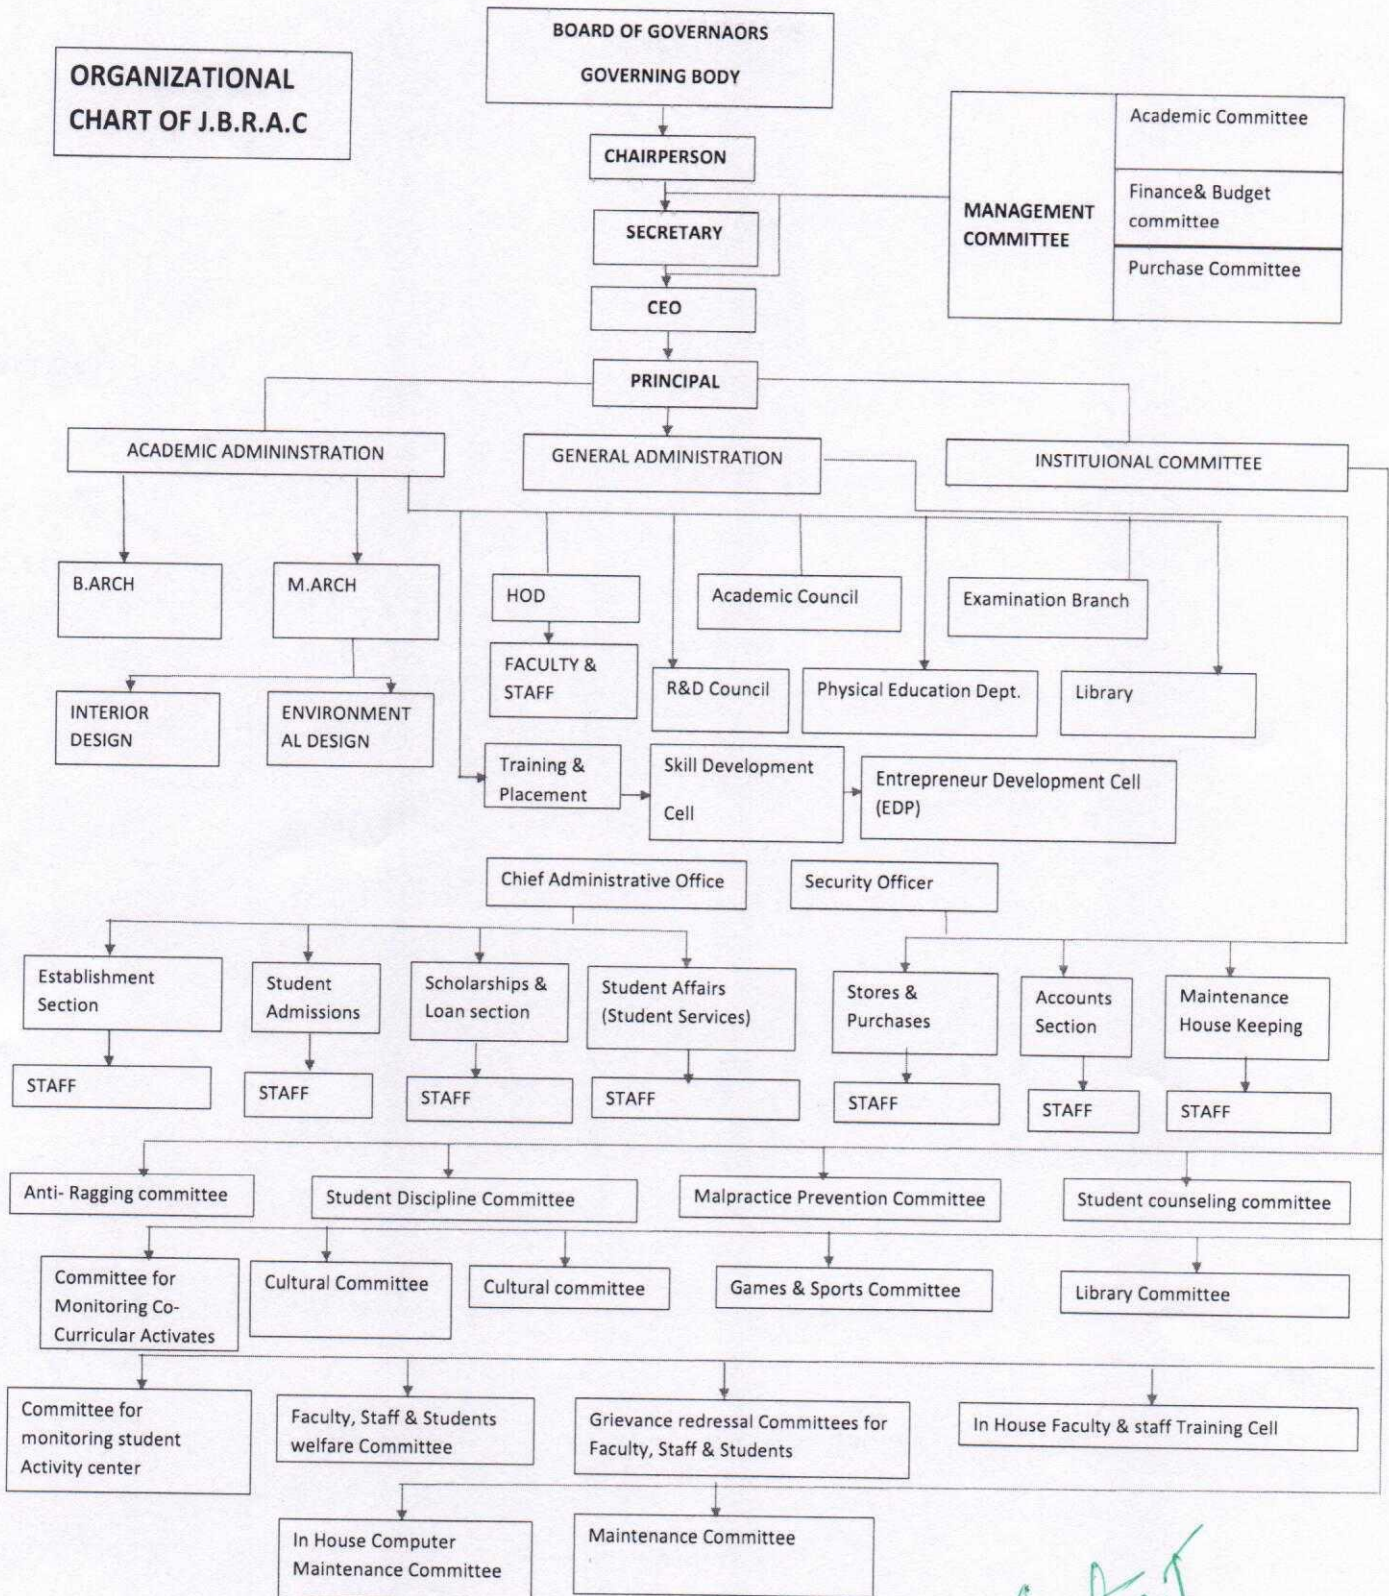 ORGANIZATIONAL
CHART OF J.B.R.A.C
BOARD OF GOVERNAORS
GOVERNING BODY
CHAIRPERSON
SECRETARY
CEO
PRINCIPAL
MANAGEMENT
COMMITTEE
Academic Committee
Finance& Budget
committee
Purchase Committee
ACADEMIC ADMININSTRATION
GENERAL ADMINISTRATION
INSTITUIONAL COMMITTEE
B.ARCH
M.ARCH
HOD
Academic Council
Examination Branch
INTERIOR
DESIGN
ENVIRONMENT
AL DESIGN
FACULTY &
STAFF
R&D Council
Physical Education Dept.
Library
Training &
Placement
Skill Development
Cell
Entrepreneur Development Cell
(EDP)
Chief Administrative Office
Security Officer
Establishment
Section
Student
Admissions
Scholarships &
Loan section
Student Affairs
(Student Services)
Stores &
Purchases
Accounts
Section
Maintenance
House Keeping
STAFF
STAFF
STAFF
STAFF
STAFF
STAFF
STAFF
Anti- Ragging committee
Student Discipline Committee
Malpractice Prevention Committee
Student counseling committee
Committee for
Monitoring Co-
Curricular Activates
Cultural Committee
Cultural committee
Games & Sports Committee
Library Committee
Committee for
monitoring student
Activity center
Faculty, Staff & Students
welfare Committee
Grievance redressal Committees for
Faculty, Staff & Students
In House Faculty & staff Training Cell
In House Computer
Maintenance Committee
Maintenance Committee